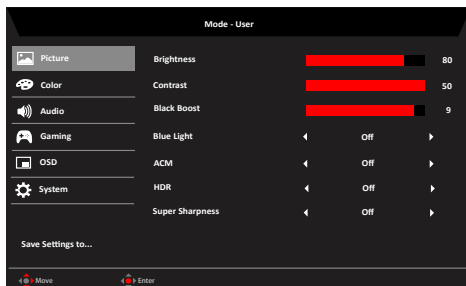 Mode - User
Picture
Brightness 80
Color
Contrast 50
Audio
Black Boost 9
Gaming
Blue Light Off
OSD
ACM Off
System
HDR Off
Super Sharpness Off
Save Settings to...
Move Enter